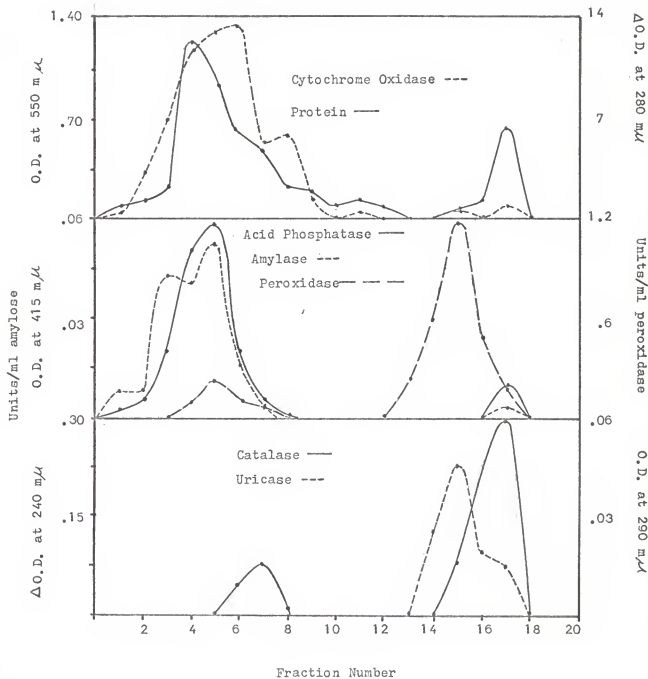 1.40
14
Cytochrome Oxidase
Protein
.70
7
O.D. at 550 mμ
ΔO.D. at 280 mμ
.06
1.2
Acid Phosphatase
Amylase
Peroxidase
.03
.6
Units/ml amylose
O.D. at 415 mμ
Units/ml peroxidase
.30
.06
Catalase
Uricase
.15
.03
ΔO.D. at 240 mμ
O.D. at 290 mμ
2 4 6 8 10 12 14 16 18 20
Fraction Number